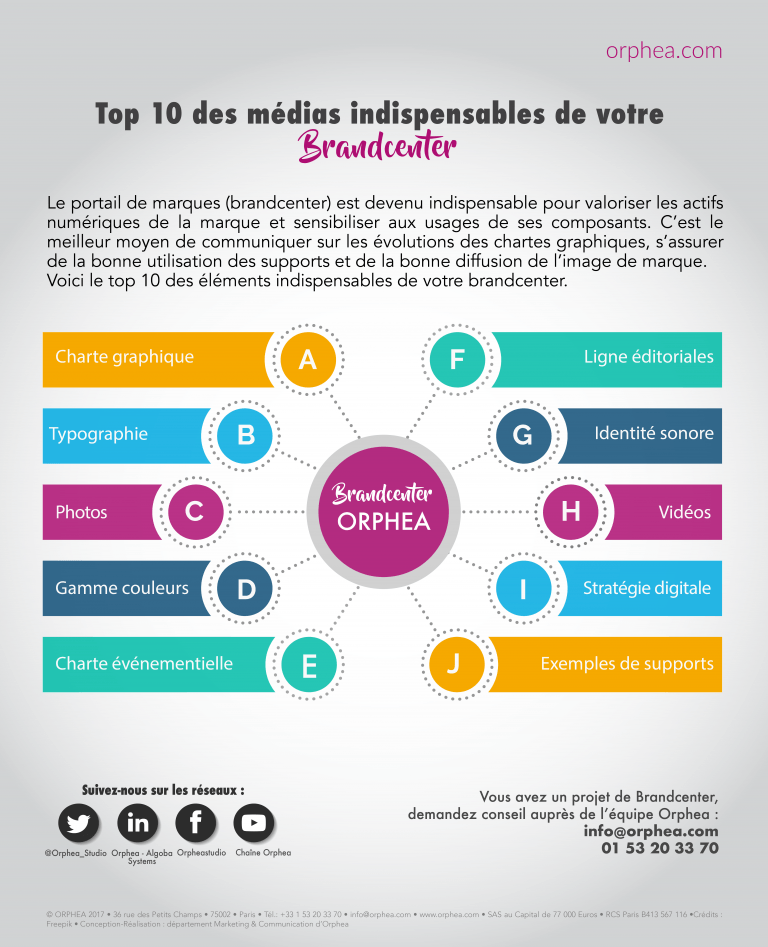 orphea.com
Top 10 des médias indispensables de votre
Brandcenter
Le portail de marques (brandcenter) est devenu indispensable pour valoriser les actifs
numériques de la marque et sensibiliser aux usages de ses composants. C’est le
meilleur moyen de communiquer sur les évolutions des chartes graphiques, s’assurer
de la bonne utilisation des supports et de la bonne diffusion de l’image de marque.
Voici le top 10 des éléments indispensables de votre brandcenter.
Charte graphique
A
Typographie
B
Photos
C
Gamme couleurs
D
Charte événementielle
E
Brandcenter
ORPHEA
F
Ligne éditoriales
G
Identité sonore
H
Vidéos
I
Stratégie digitale
J
Exemples de supports
Suivez-nous sur les réseaux :
@Orphea_Studio
Orphea - Algoba
Systems
Orpheastudio
Chaîne Orphea
Vous avez un projet de Brandcenter,
demandez conseil auprès de l’équipe Orphea :
info@orphea.com
01 53 20 33 70
© ORPHEA 2017 • 36 rue des Patits Champs • 75002 • Paris • Tél.: +33 1 53 20 33 70 • info@orphea.com • www.orphea.com • SAS au Capital de 77 000 Euros • RCS Paris B413 567 116 •Crédits :
Freepik • Conception-Réalisation : département Marketing & Communication d’Orphea